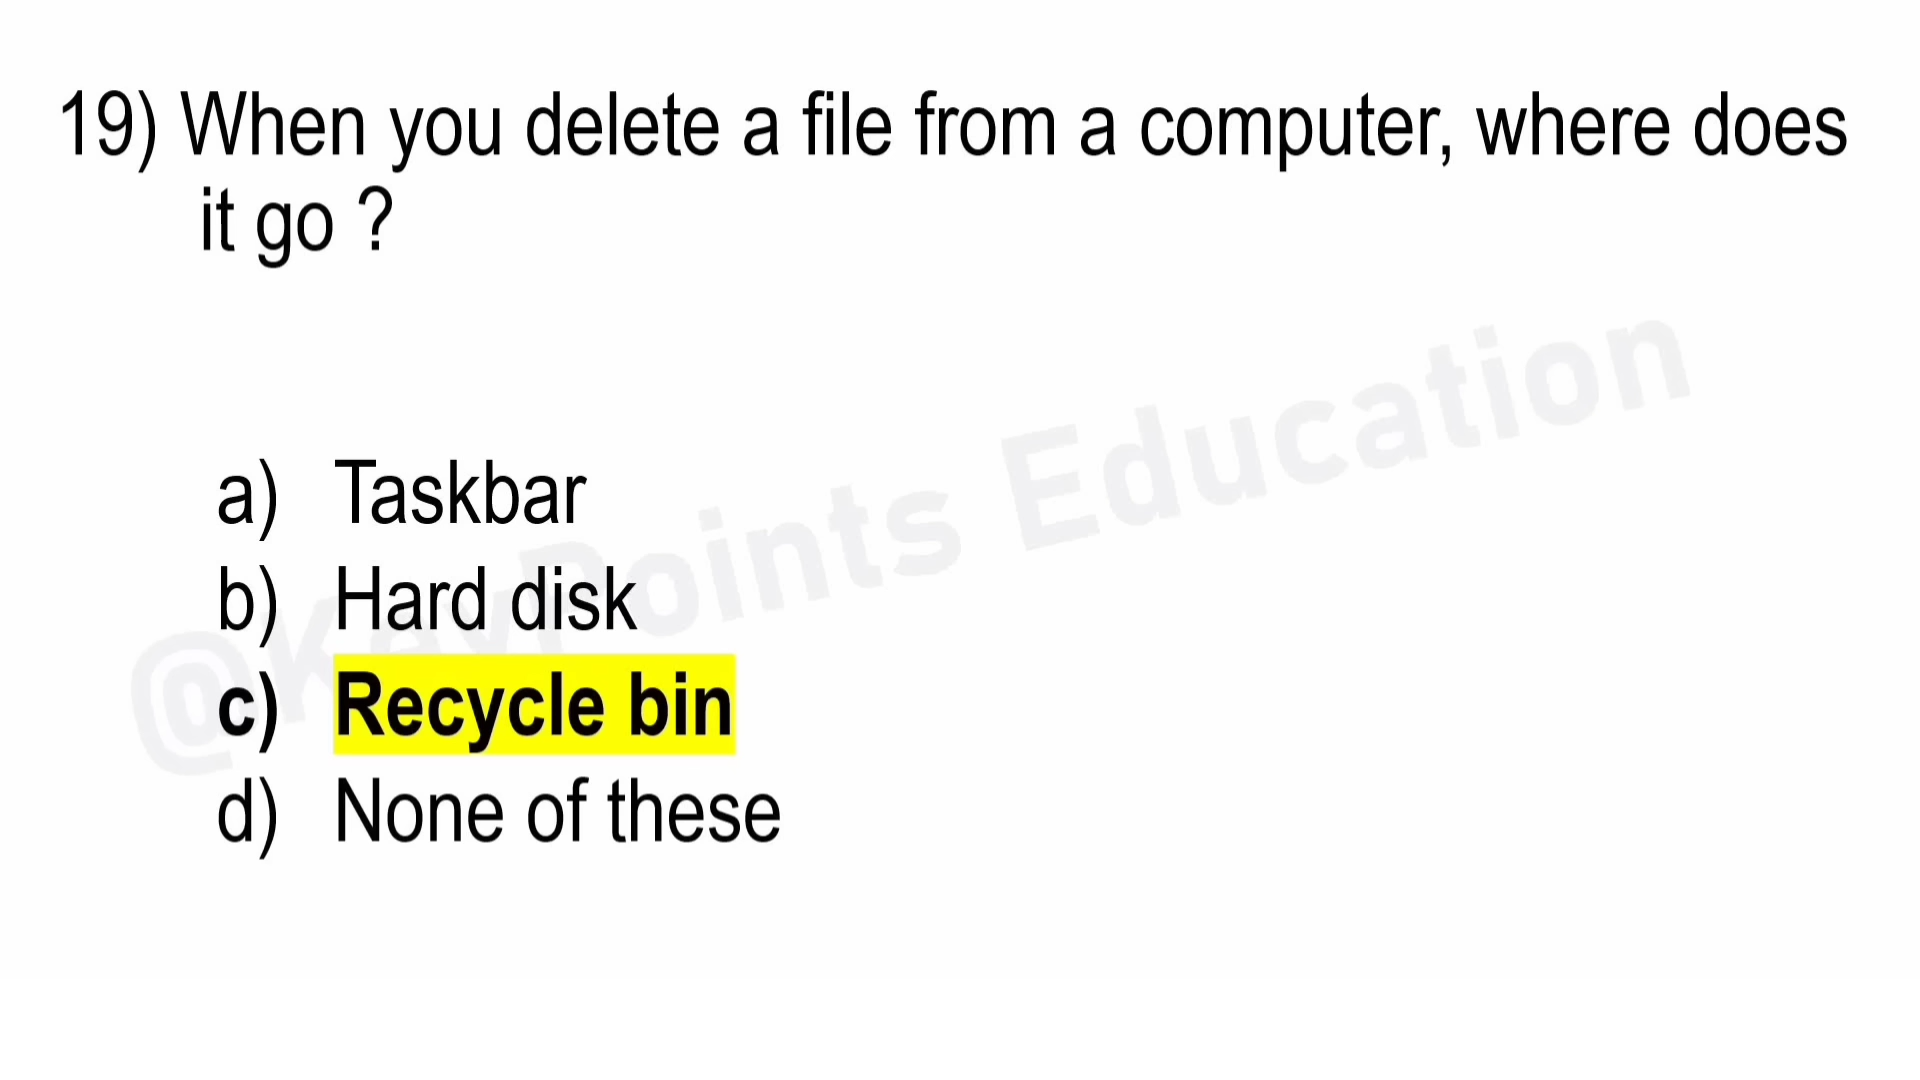 19) When you delete a file from a computer, where does
it go ?
a) Taskbar
b) Hard disk
c) Recycle bin
d) None of these
@KeyPoints Education